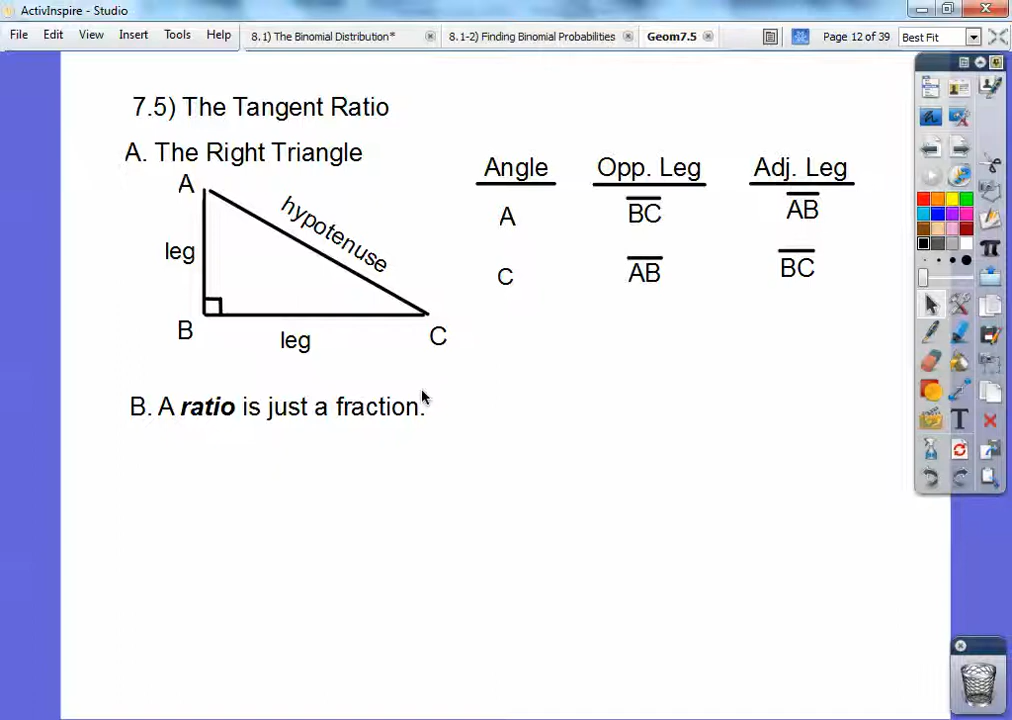 ActivInspire - Studio
File Edit View Insert Tools Help
8.1) The Binomial Distribution* 8.1-2) Finding Binomial Probabilities Geom7.5
Page 12 of 39 Best Fit
7.5) The Tangent Ratio
A. The Right Triangle
A
leg
hypotenuse
B
leg
C
Angle Opp. Leg Adj. Leg
A BC AB
C AB BC
B. A ratio is just a fraction.
T